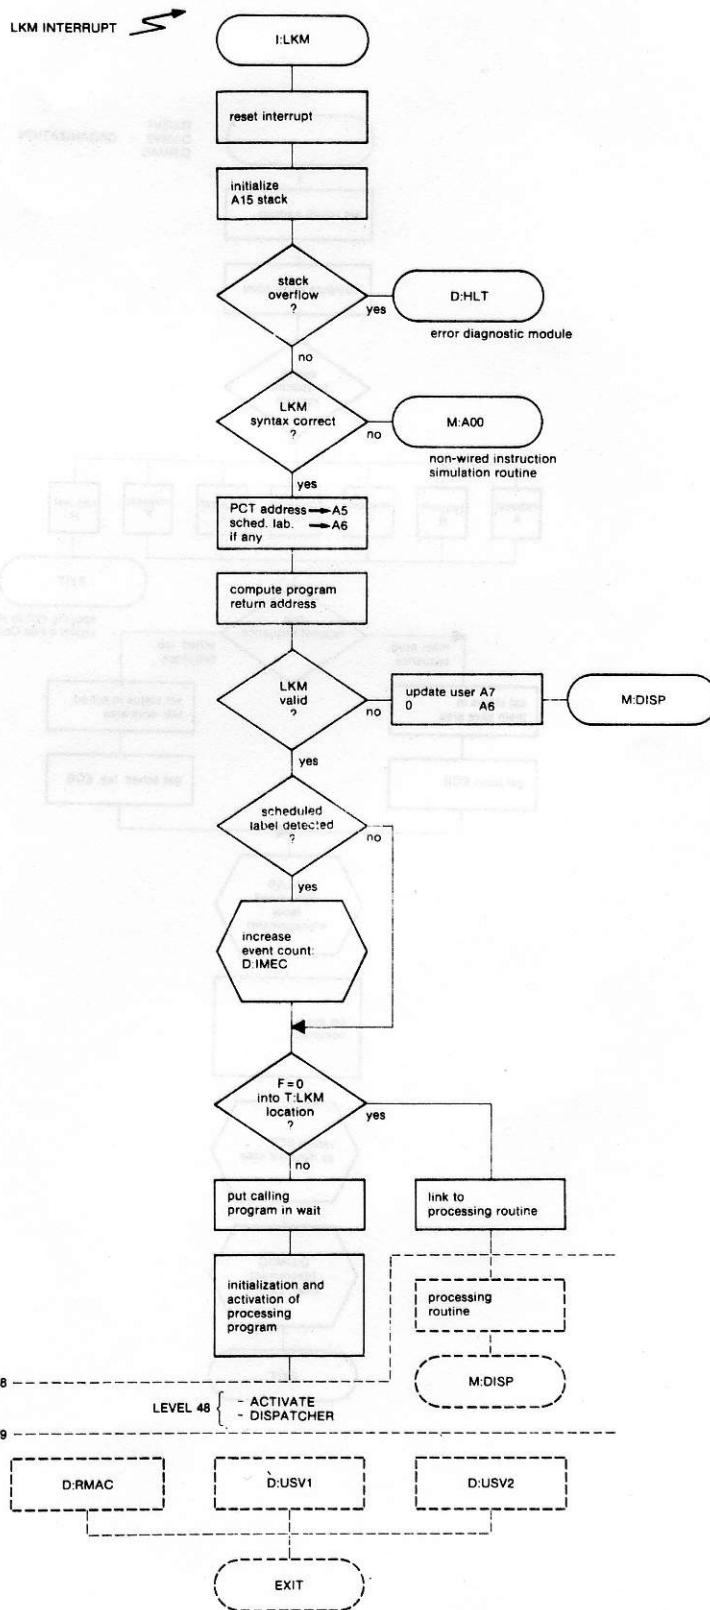 LKM INTERRUPT
I:LKM
reset interrupt
initialize
A15 stack
stack
overflow
?
yes
D:HLT
error diagnostic module
no
LKM
syntax correct
?
no
M:A00
non-wired instruction
simulation routine
yes
PCT address → A5
sched. lab. → A6
if any
compute program
return address
LKM
valid
?
no
update user A7
0 A6
M:DISP
yes
scheduled
label detected
?
no
yes
increase
event count:
D:IMEC
F=0
into T:LKM
location
?
yes
no
put calling
program in wait
link to
processing routine
initialization and
activation of
processing
program
processing
routine
M:DISP
8
LEVEL 48 { - ACTIVATE
- DISPATCHER
9
D:RMAC
D:USV1
D:USV2
EXIT